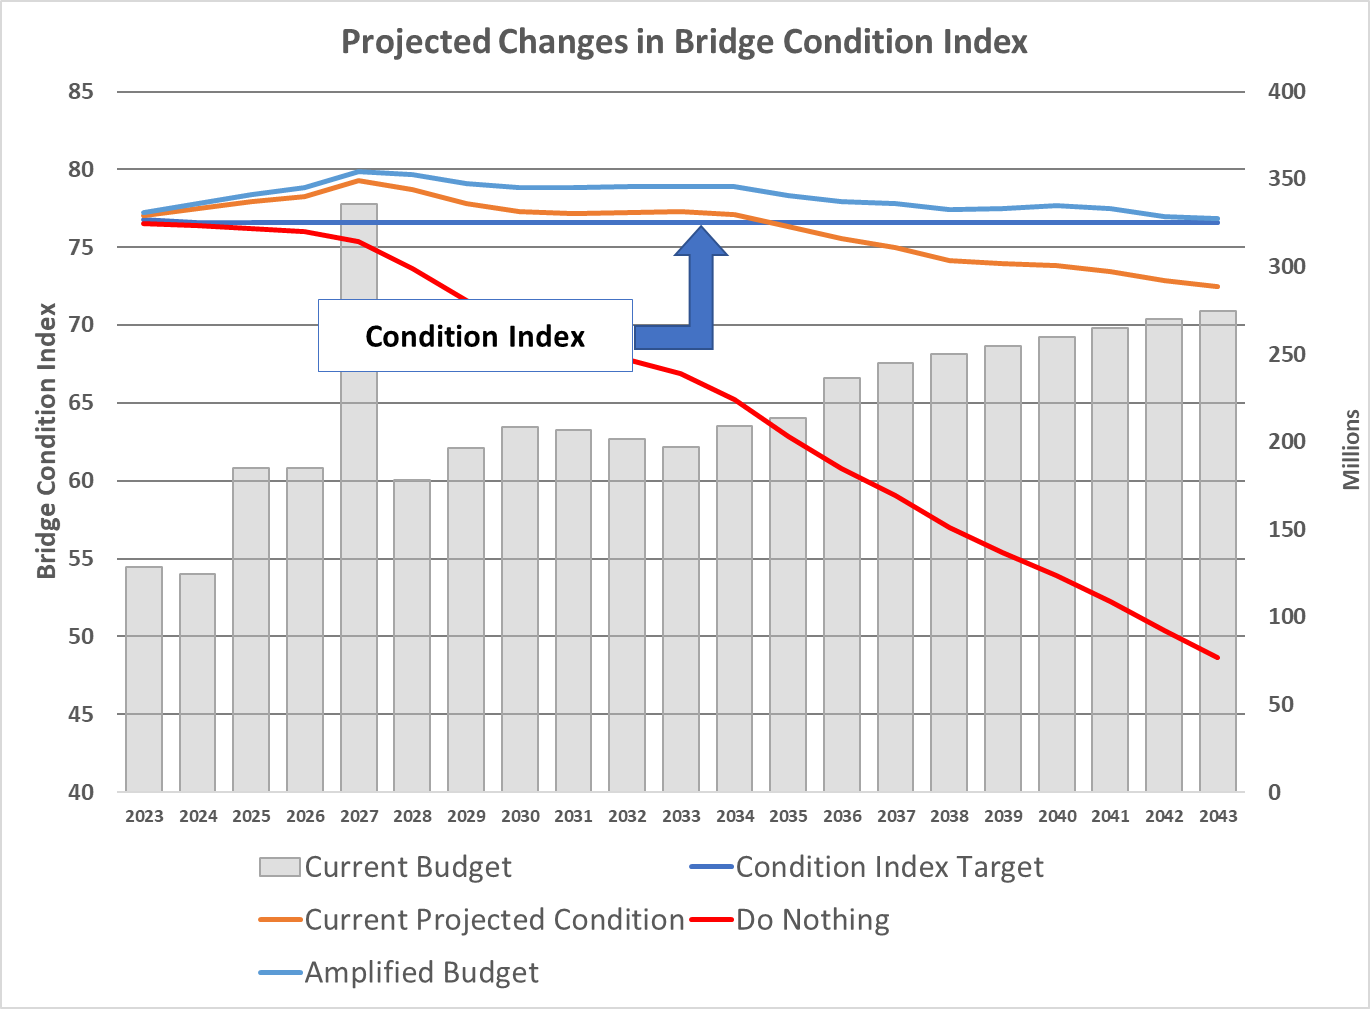 Projected Changes in Bridge Condition Index
85
80
75
70
65
60
55
50
45
40
Bridge Condition Index
400
350
300
250
200
150
100
50
0
Millions
Condition Index
2023 2024 2025 2026 2027 2028 2029 2030 2031 2032 2033 2034 2035 2036 2037 2038 2039 2040 2041 2042 2043
Current Budget Condition Index Target
Current Projected Condition Do Nothing
Amplified Budget